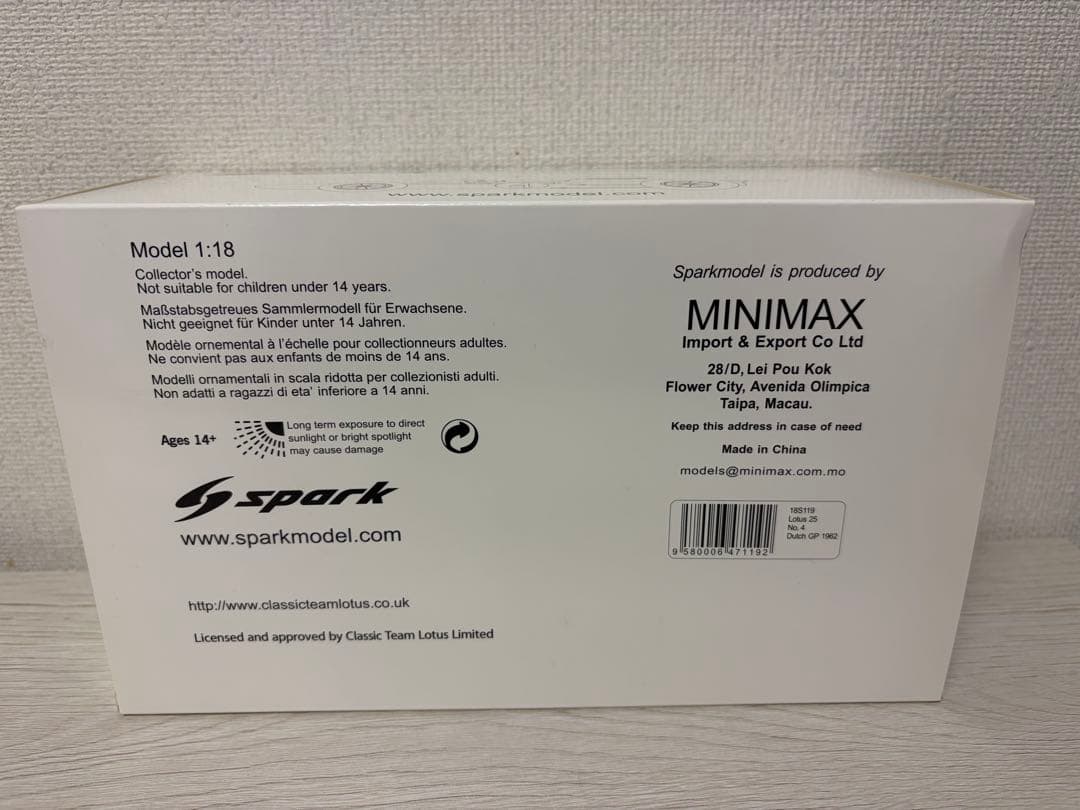 www.sparkmodel.com
Model 1:18
Collector's model.
Not suitable for children under 14 years.
Maßstabsgetreues Sammlermodell für Erwachsene.
Nicht geeignet für Kinder unter 14 Jahren.
Modèle ornemental à l'échelle pour collectionneurs adultes.
Ne convient pas aux enfants de moins de 14 ans.
Modelli ornamentali in scala ridotta per collezionisti adulti.
Non adatti a ragazzi di eta' inferiore a 14 anni.
Ages 14+
Long term exposure to direct
sunlight or bright spotlight
may cause damage
spark
www.sparkmodel.com
http://www.classicteamlotus.co.uk
Licensed and approved by Classic Team Lotus Limited
Sparkmodel is produced by
MINIMAX
Import & Export Co Ltd
28/D, Lei Pou Kok
Flower City, Avenida Olimpica
Taipa, Macau.
Keep this address in case of need
Made in China
models@minimax.com.mo
9 580006 471192
18S119
Lotus 25
No. 4
Dutch GP 1962